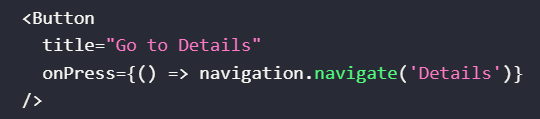 <Button
  title="Go to Details"
  onPress={() => navigation.navigate('Details')}
/>